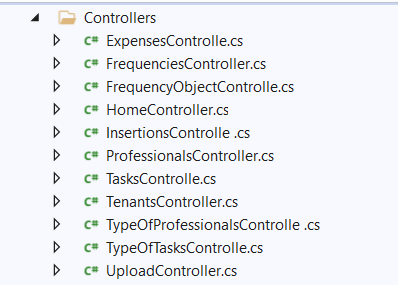 Controllers
C# ExpensesControlle.cs
C# FrequenciesController.cs
C# FrequencyObjectControlle.cs
C# HomeController.cs
C# InsertionsControlle .cs
C# ProfessionalsController.cs
C# TasksControlle.cs
C# TenantsController.cs
C# TypeOfProfessionalsControlle .cs
C# TypeOfTasksControlle.cs
C# UploadController.cs